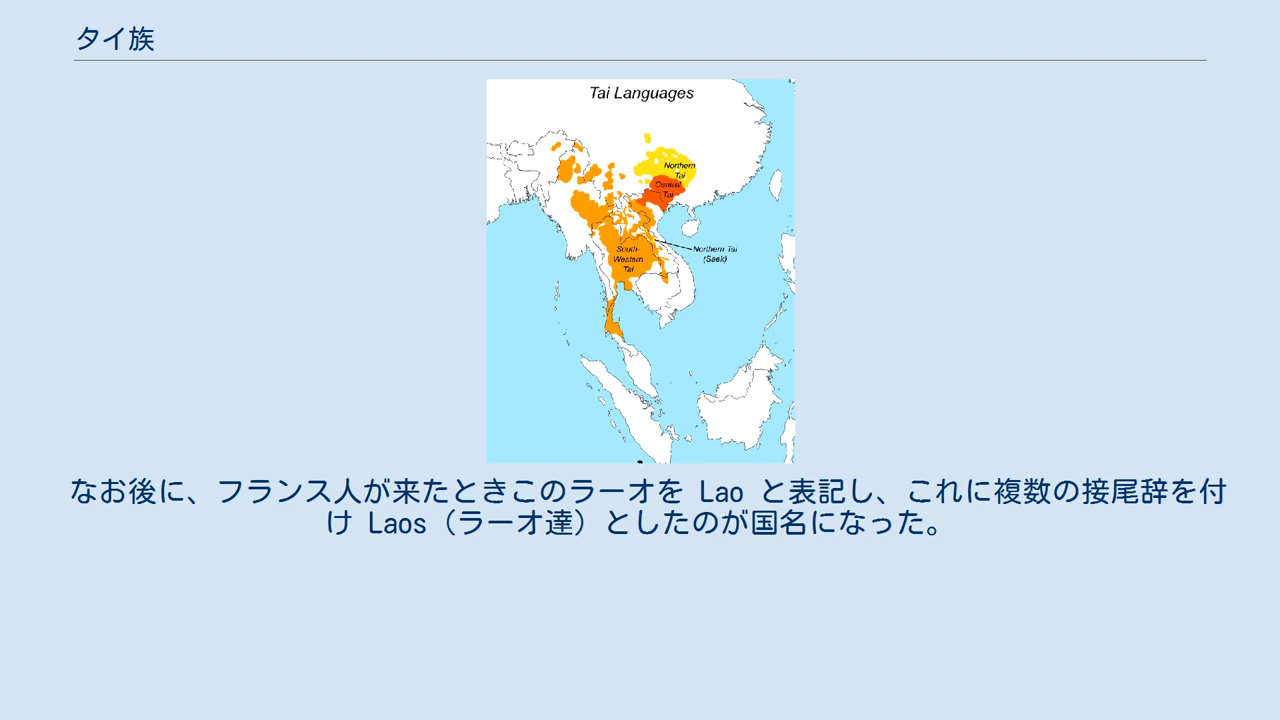 タイ族
Tai Languages
Northern
Tai
Central
Tai
South-
Western
Tai
Northern Tai
(Saek)
なお後に、フランス人が来たときこのラーオを Lao と表記し、これに複数の接尾辞を付
け Laos（ラーオ達）としたのが国名になった。